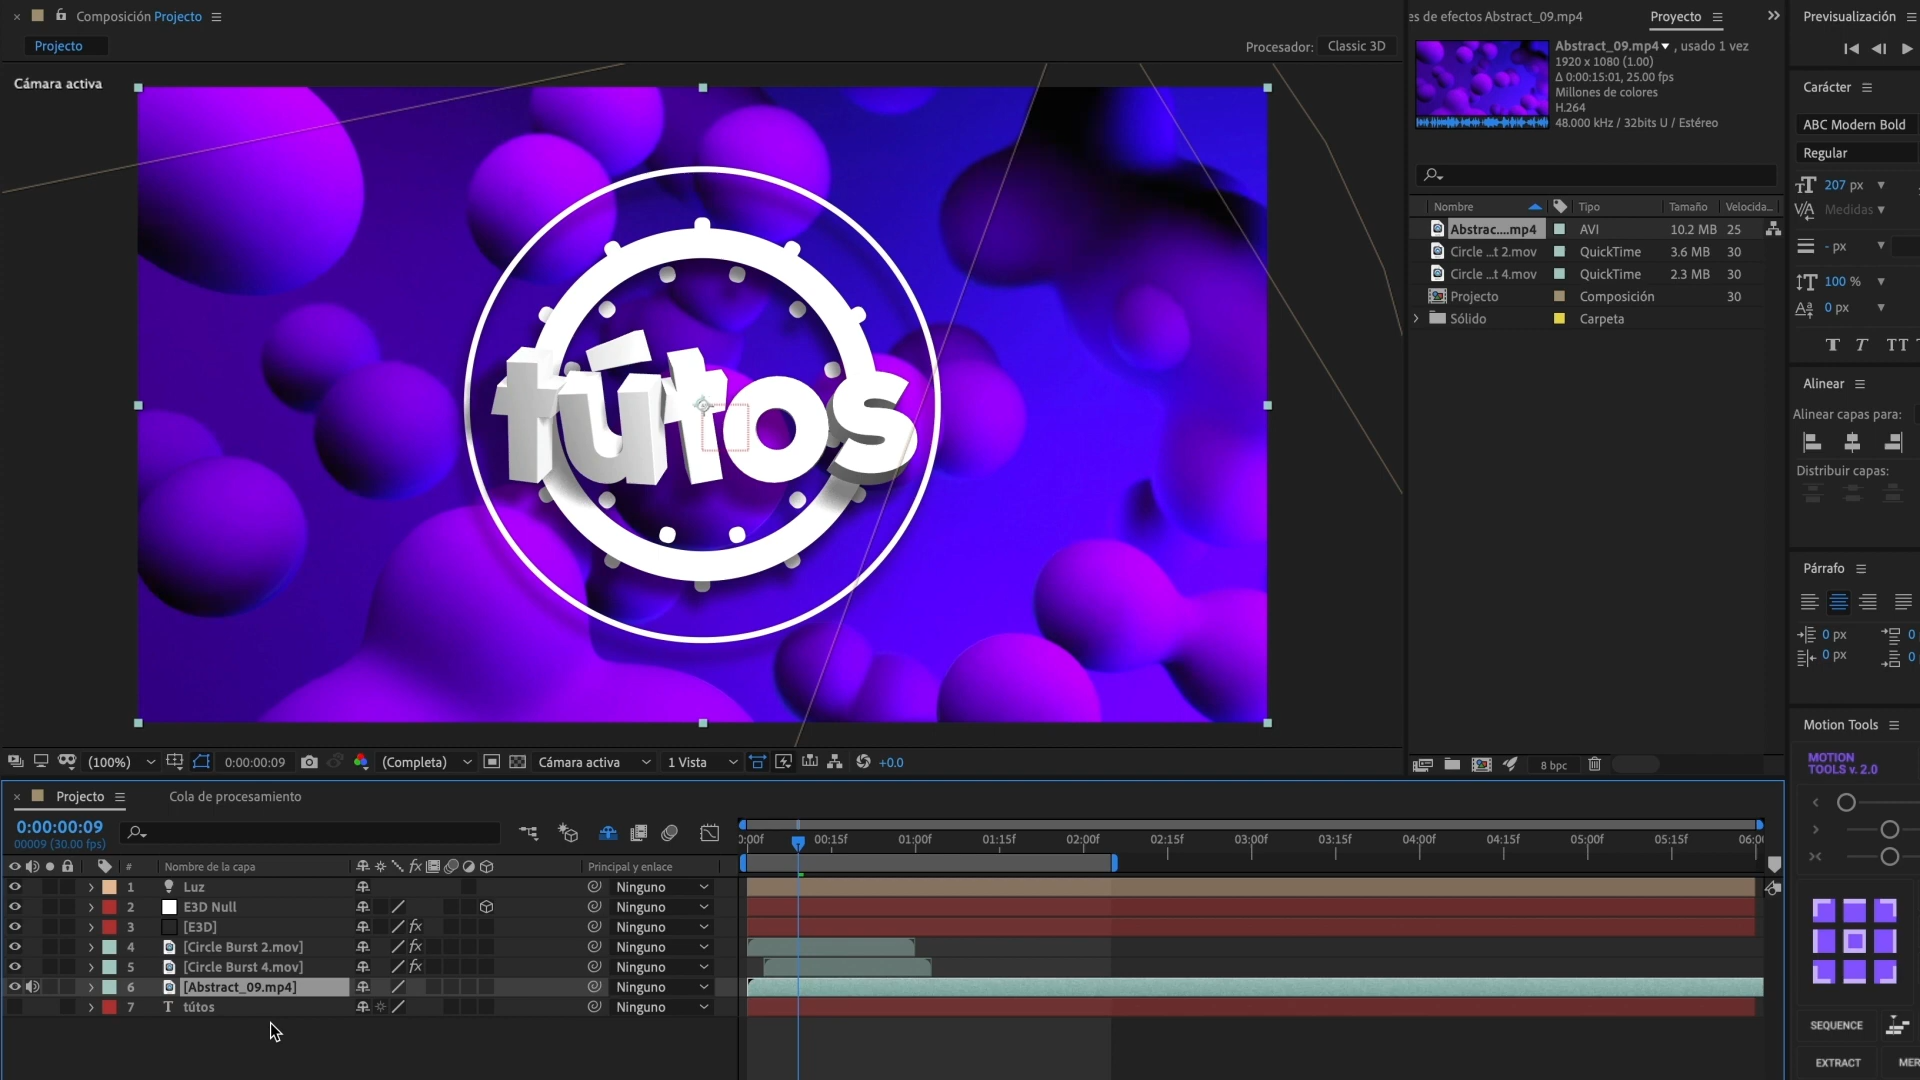 Composición Projecto
Projecto
Procesador: Classic 3D
Cámara activa
tútos
(100%) 0:00:00:09 (Completa) Cámara activa 1 Vista +0.0
es de efectos Abstract_09.mp4 Proyecto
Abstract_09.mp4 , usado 1 vez
1920 x 1080 (1.00)
Δ 0:00:15:01, 25.00 fps
Millones de colores
H.264
48.000 kHz / 32bits U / Estéreo
Nombre Tipo Tamaño Velocida...
Abstrac....mp4 AVI 10.2 MB 25
Circle ...t 2.mov QuickTime 3.6 MB 30
Circle ...t 4.mov QuickTime 2.3 MB 30
Projecto Composición 30
Sólido Carpeta
8 bpc
Previsualización
Carácter
ABC Modern Bold
Regular
207 px
Medidas
- px
100 %
0 px
T T TT
Alinear
Alinear capas para:
Distribuir capas:
Párrafo
0 px 0
0 px 0
Motion Tools
MOTION
TOOLS v. 2.0
SEQUENCE
EXTRACT MER
Projecto Cola de procesamiento
0:00:00:09
00009 (30.00 fps)
:00f 00:15f 01:00f 01:15f 02:00f 02:15f 03:00f 03:15f 04:00f 04:15f 05:00f 05:15f 06:00
# Nombre de la capa fx Principal y enlace
1 Luz Ninguno
2 E3D Null Ninguno
3 [E3D] fx Ninguno
4 [Circle Burst 2.mov] fx Ninguno
5 [Circle Burst 4.mov] fx Ninguno
6 [Abstract_09.mp4] Ninguno
7 T tútos Ninguno